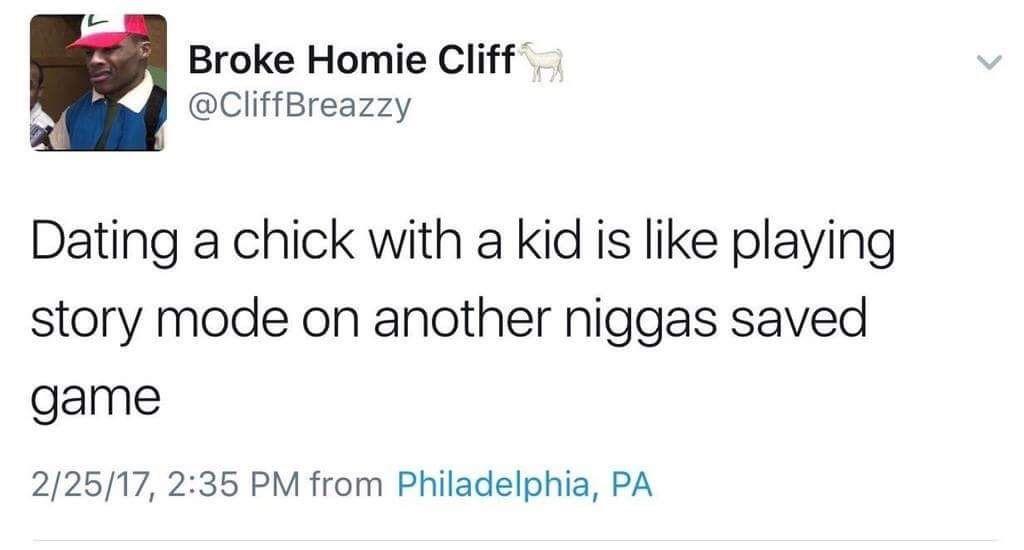 Broke Homie Cliff🐐
@CliffBreazzy
Dating a chick with a kid is like playing
story mode on another niggas saved
game
2/25/17, 2:35 PM from Philadelphia, PA